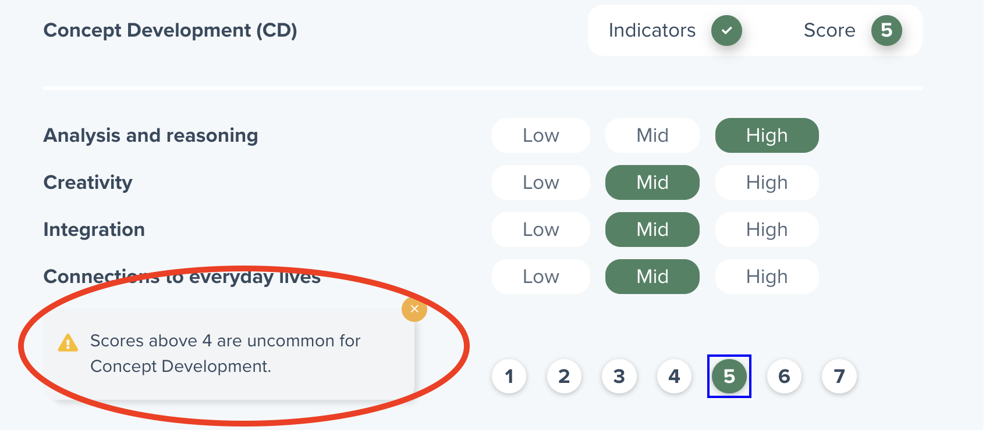 Concept Development (CD)
Indicators
Score 5
Analysis and reasoning
Low Mid High
Creativity
Low Mid High
Integration
Low Mid High
Connections to everyday lives
Low Mid High
Scores above 4 are uncommon for
Concept Development.
1 2 3 4 5 6 7